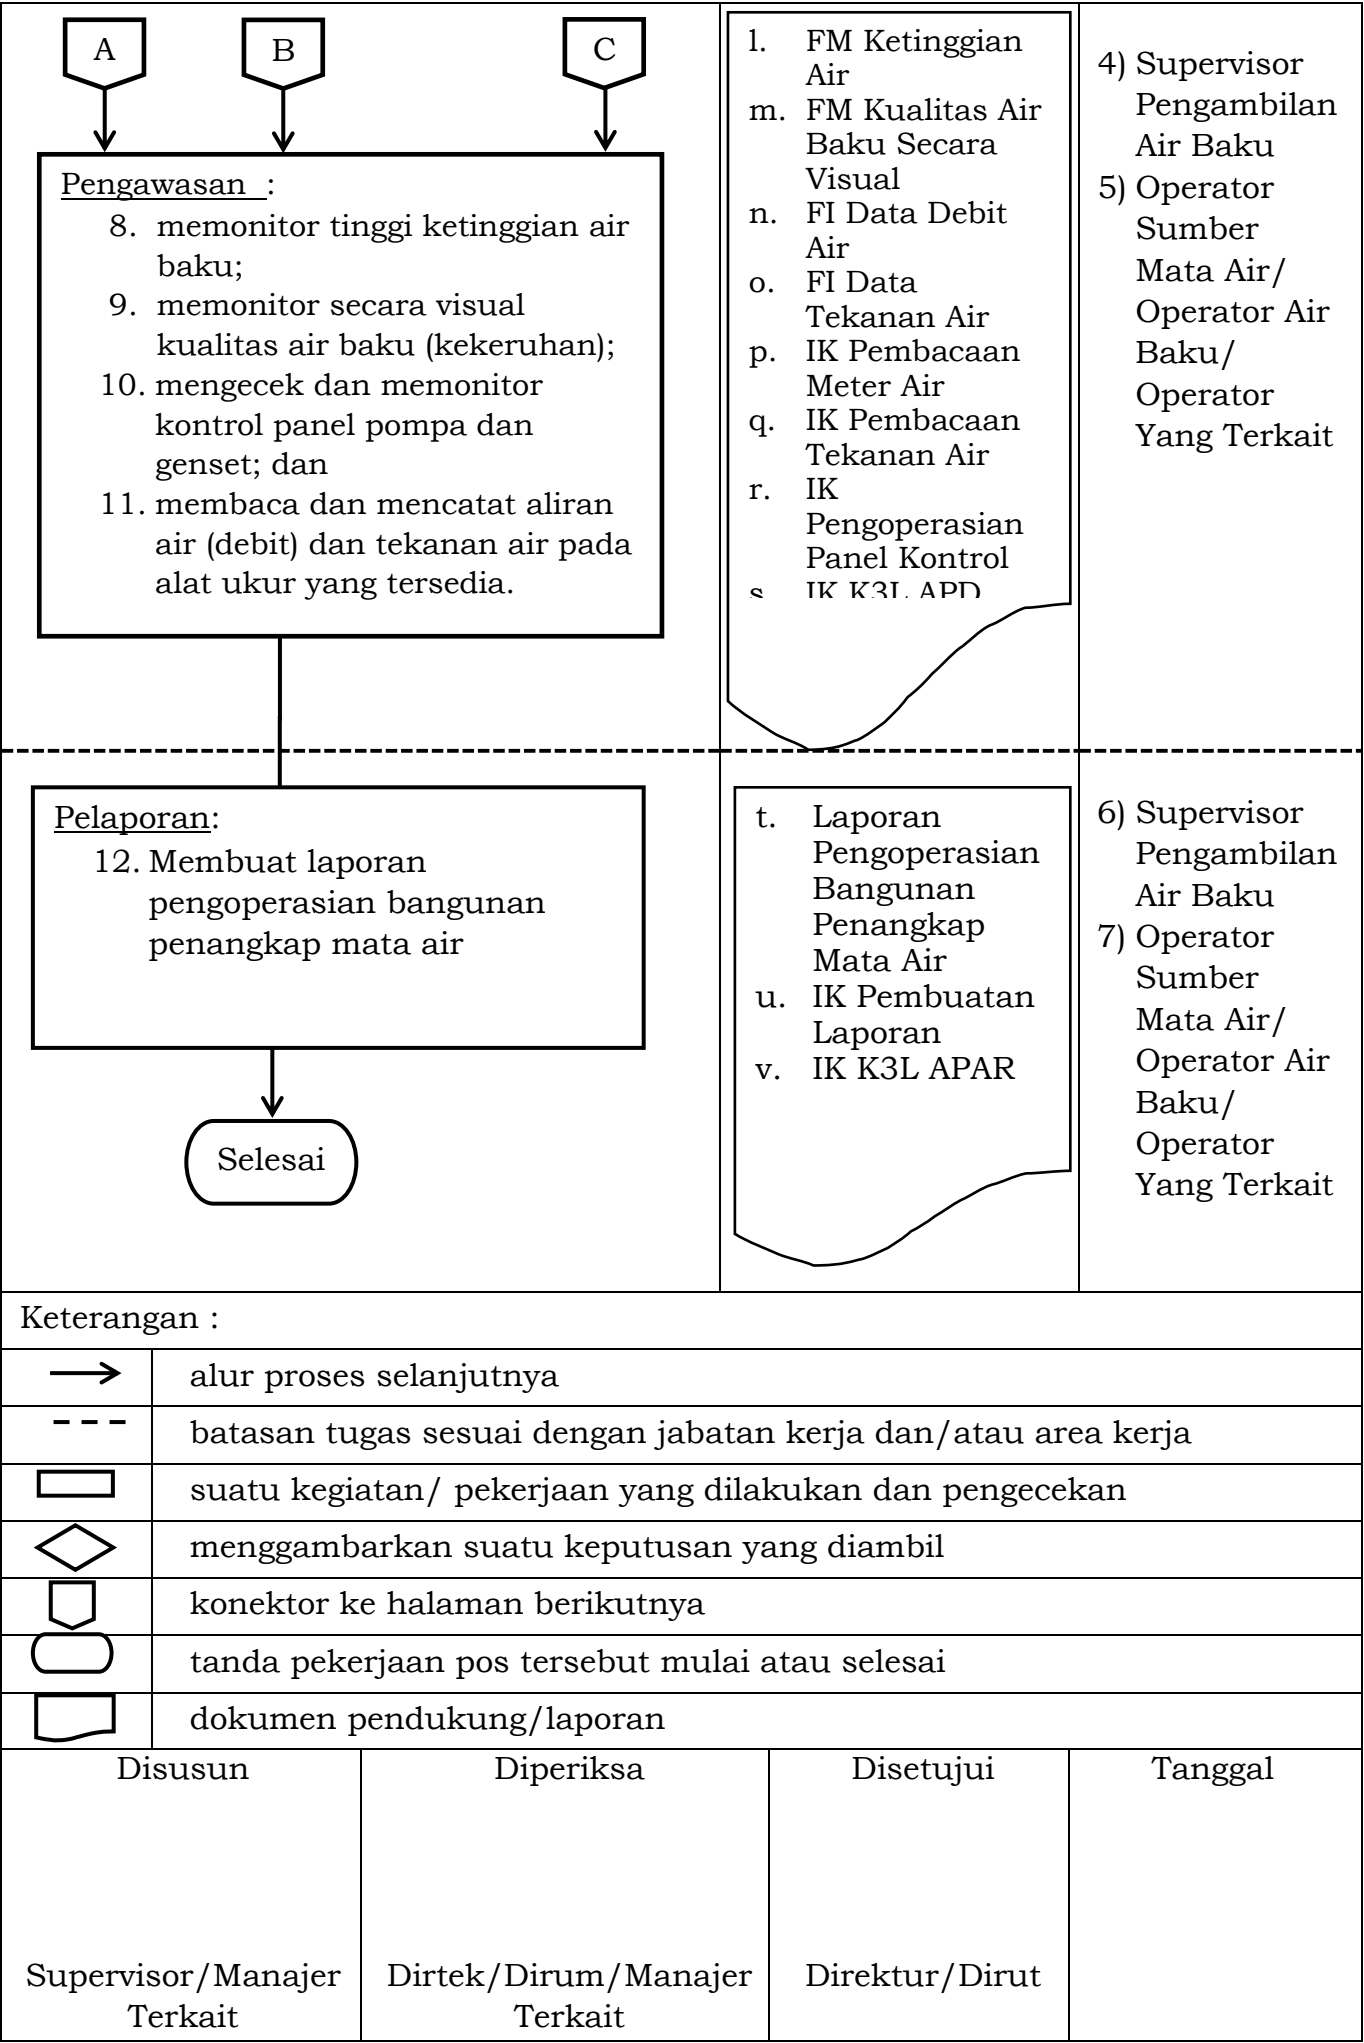 A
B
C
Pengawasan :
8. memonitor tinggi ketinggian air
baku;
9. memonitor secara visual
kualitas air baku (kekeruhan);
10. mengecek dan memonitor
kontrol panel pompa dan
genset; dan
11. membaca dan mencatat aliran
air (debit) dan tekanan air pada
alat ukur yang tersedia.
l. FM Ketinggian
Air
m. FM Kualitas Air
Baku Secara
Visual
n. FI Data Debit
Air
o. FI Data
Tekanan Air
p. IK Pembacaan
Meter Air
q. IK Pembacaan
Tekanan Air
r. IK
Pengoperasian
Panel Kontrol
s. IK K3L APD
4) Supervisor
Pengambilan
Air Baku
5) Operator
Sumber
Mata Air/
Operator Air
Baku/
Operator
Yang Terkait
Pelaporan:
12. Membuat laporan
pengoperasian bangunan
penangkap mata air
Selesai
t. Laporan
Pengoperasian
Bangunan
Penangkap
Mata Air
u. IK Pembuatan
Laporan
v. IK K3L APAR
6) Supervisor
Pengambilan
Air Baku
7) Operator
Sumber
Mata Air/
Operator Air
Baku/
Operator
Yang Terkait
Keterangan :
alur proses selanjutnya
batasan tugas sesuai dengan jabatan kerja dan/atau area kerja
suatu kegiatan/ pekerjaan yang dilakukan dan pengecekan
menggambarkan suatu keputusan yang diambil
konektor ke halaman berikutnya
tanda pekerjaan pos tersebut mulai atau selesai
dokumen pendukung/laporan
Disusun
Supervisor/Manajer
Terkait
Diperiksa
Dirtek/Dirum/Manajer
Terkait
Disetujui
Direktur/Dirut
Tanggal